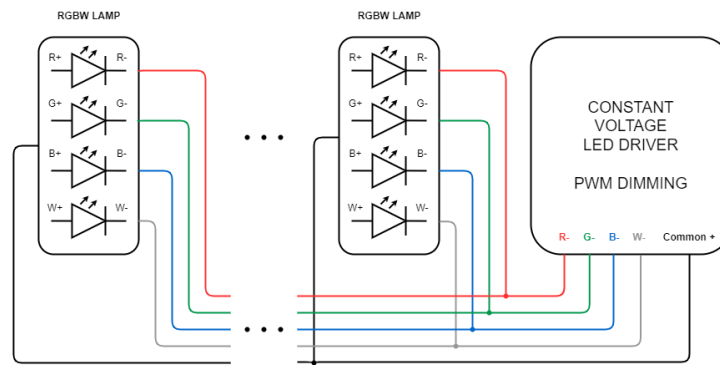 RGBW LAMP
R+ R-
G+ G-
B+ B-
W+ W-
RGBW LAMP
R+ R-
G+ G-
B+ B-
W+ W-
CONSTANT
VOLTAGE
LED DRIVER
PWM DIMMING
R- G- B- W- Common +